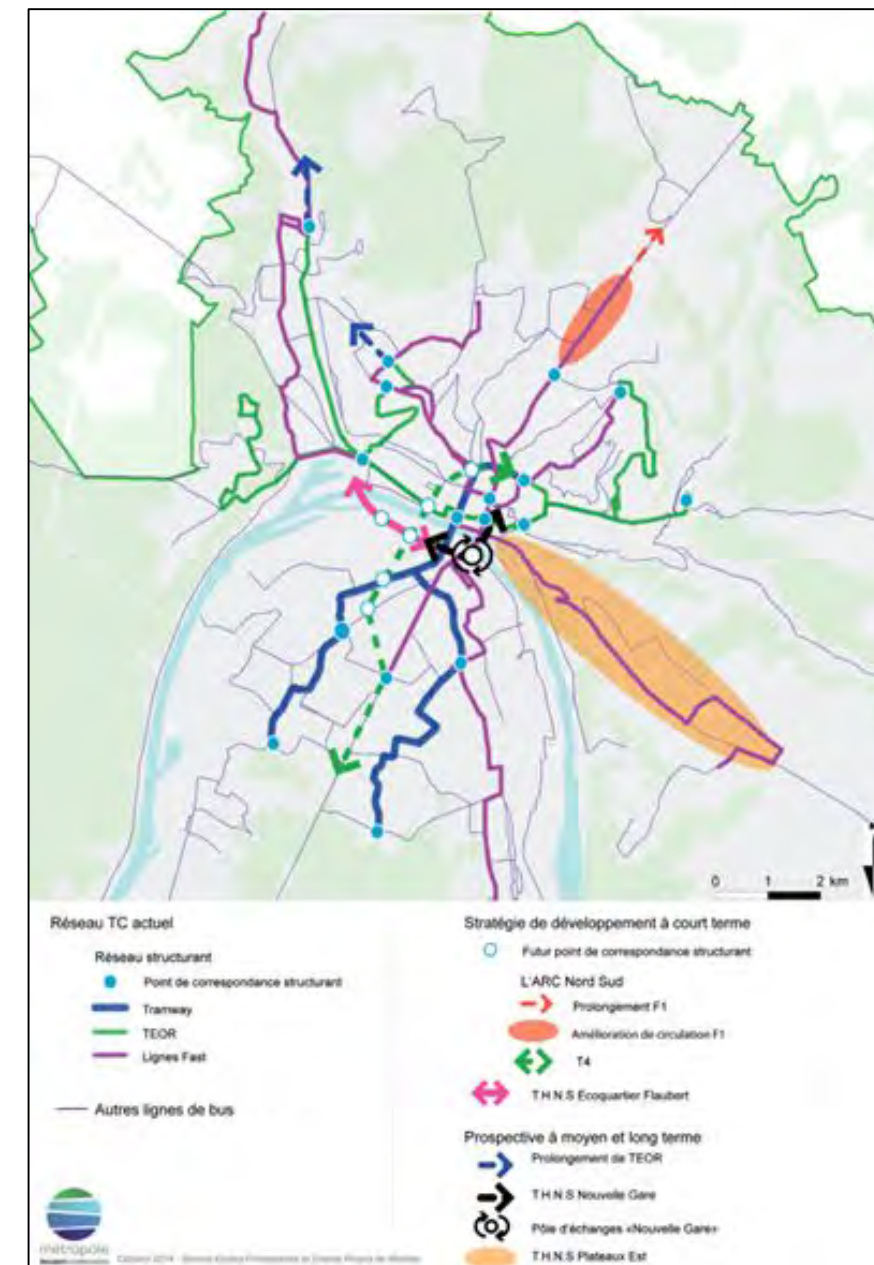 0 1 2 km
Réseau TC actuel
Réseau structurant
Point de correspondance structurant
Tramway
TEOR
Lignes Fast
Autres lignes de bus
Stratégie de développement à court terme
Futur point de correspondance structurant
L'ARC Nord Sud
Prolongement F1
Amélioration de circulation F1
T4
T.H.N.S Ecoquartier Flaubert
Prospective à moyen et long terme
Prolongement de TEOR
T.H.N.S Nouvelle Gare
Pôle d'échanges «Nouvelle Gare»
T.H.N.S Plateaux Est
métropole